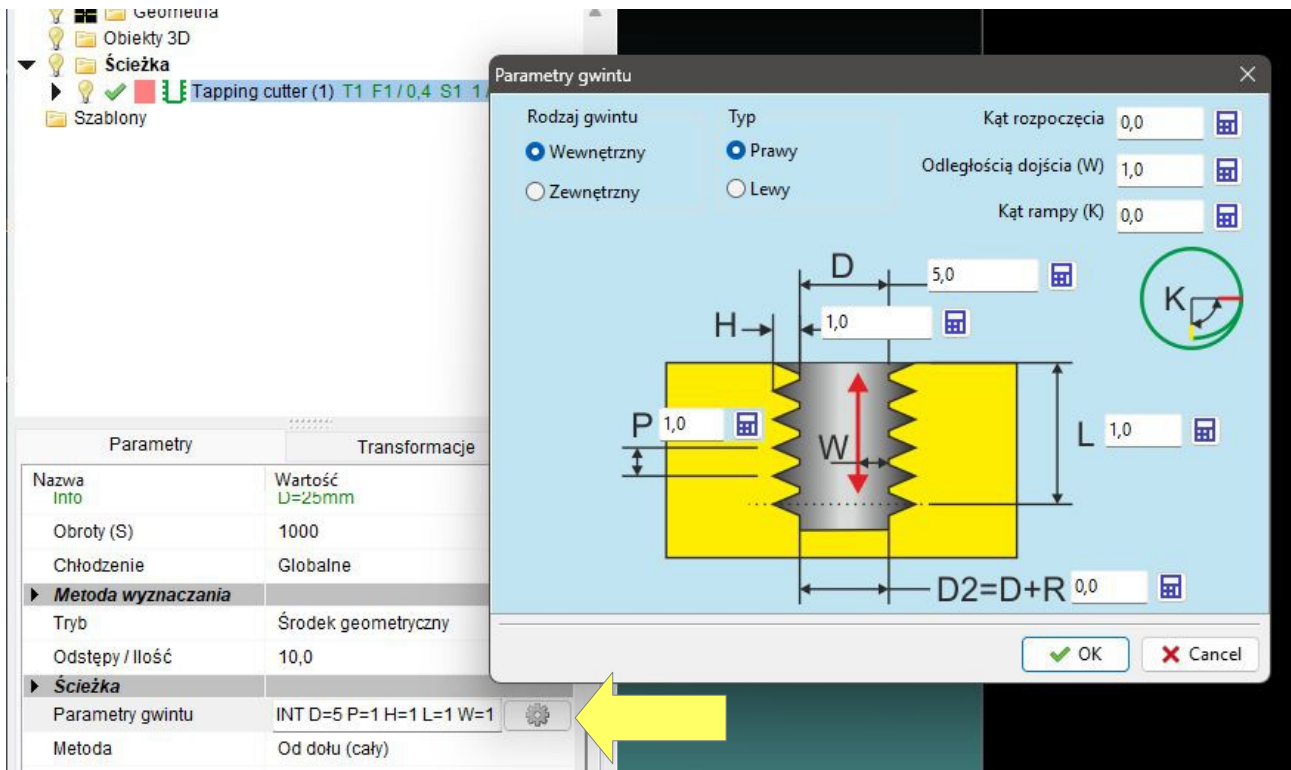 Geometria
Obiekty 3D
Ścieżka
Tapping cutter (1) T1 F1 / 0,4 S1 1
Szablony
Parametry gwintu
Rodzaj gwintu
Wewnętrzny
Zewnętrzny
Typ
Prawy
Lewy
Kąt rozpoczęcia 0,0
Odległością dojścia (W) 1,0
Kąt rampy (K) 0,0
D 5,0
H 1,0
K
P 1,0
W
L 1,0
D2=D+R 0,0
OK
Cancel
Parametry Transformacje
Nazwa Wartość
Info D=25mm
Obroty (S) 1000
Chłodzenie Globalne
Metoda wyznaczania
Tryb Środek geometryczny
Odstępy / Ilość 10,0
Ścieżka
Parametry gwintu INT D=5 P=1 H=1 L=1 W=1
Metoda Od dołu (cały)